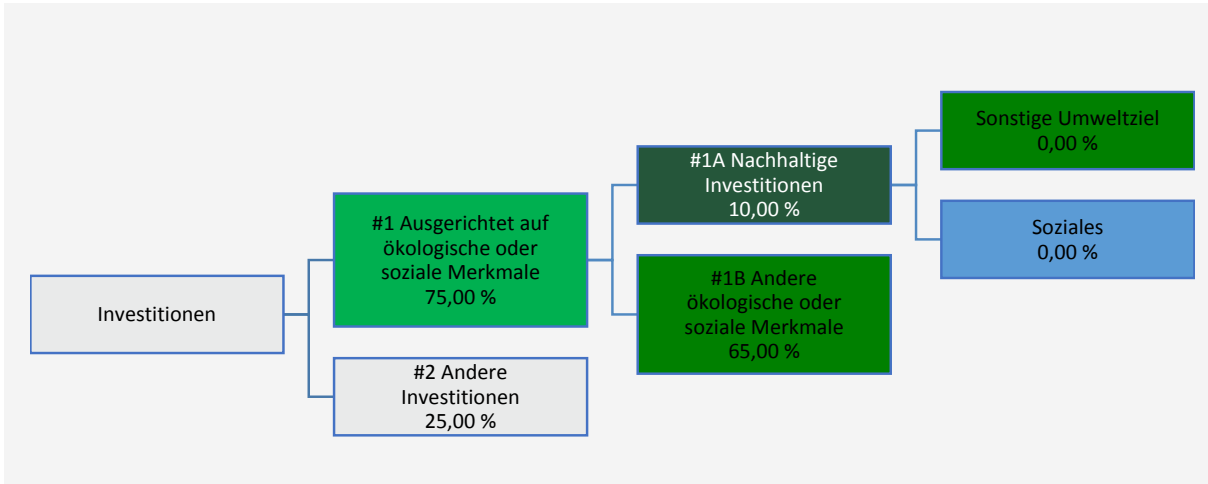 Investitionen
#1 Ausgerichtet auf
ökologische oder
soziale Merkmale
75,00 %
#2 Andere
Investitionen
25,00 %
#1A Nachhaltige
Investitionen
10,00 %
#1B Andere
ökologische oder
soziale Merkmale
65,00 %
Sonstige Umweltziel
0,00 %
Soziales
0,00 %